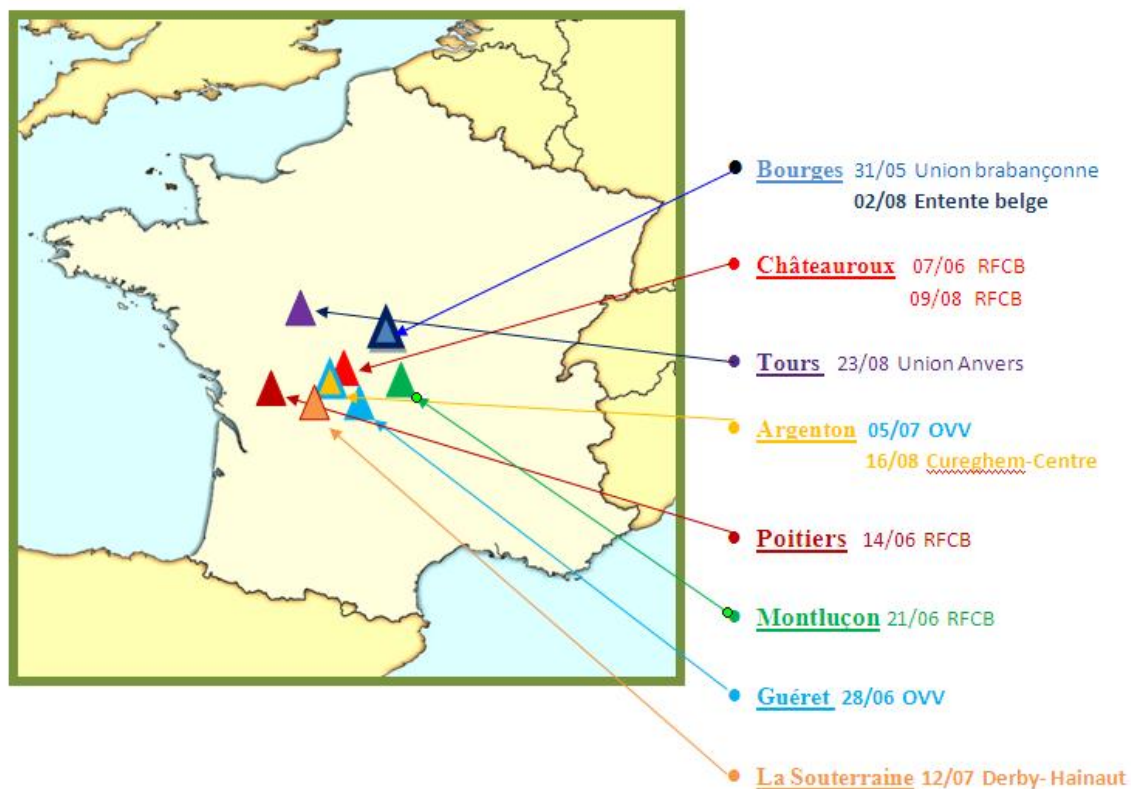 Bourges 31/05 Union brabançonne
02/08 Entente belge
Châteauroux 07/06 RFCB
09/08 RFCB
Tours 23/08 Union Anvers
Argenton 05/07 OVV
16/08 Cureghem-Centre
Poitiers 14/06 RFCB
Montluçon 21/06 RFCB
Guéret 28/06 OVV
La Souterraine 12/07 Derby- Hainaut